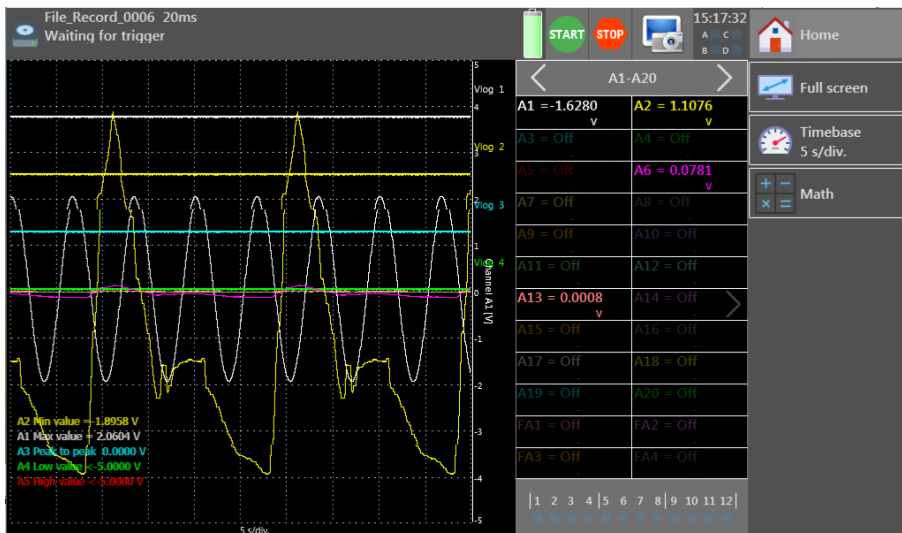 File_Record_0006 20ms
Waiting for trigger
START
STOP
15:17:32
A C
B D
Home
Full screen
Timebase
5 s/div.
Math
A1-A20
A1 =-1.6280 A2 = 1.1076
V V
A3 = Off A4 = Off
A5 = Off A6 = 0.0781
V
A7 = Off A8 = Off
A9 = Off A10 = Off
A11 = Off A12 = Off
A13 = 0.0008 A14 = Off
V
A15 = Off A16 = Off
A17 = Off A18 = Off
A19 = Off A20 = Off
FA1 = Off FA2 = Off
FA3 = Off FA4 = Off
1 2 3 4 5 6 7 8 9 10 11 12
5
Vlog 1
4
Vlog 2
3
2
Vlog 3
1
Vlog 4
0
Channel A1 [V]
-1
-2
-3
-4
-5
A2 Min value =-1.8958 V
A1 Max value = 2.0604 V
A3 Peak to peak 0.0000 V
A4 Low value <-5.0000 V
A5 High value <-5.0000 V
5 s/div.